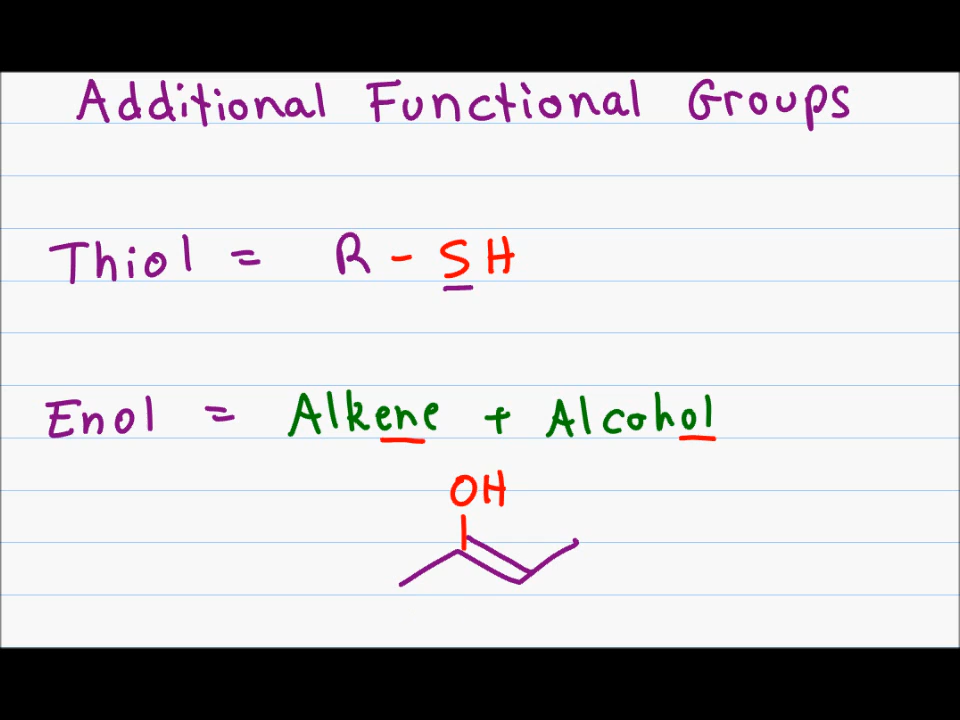 Additional Functional Groups
Thiol = R - SH
Enol = Alkene + Alcohol
OH